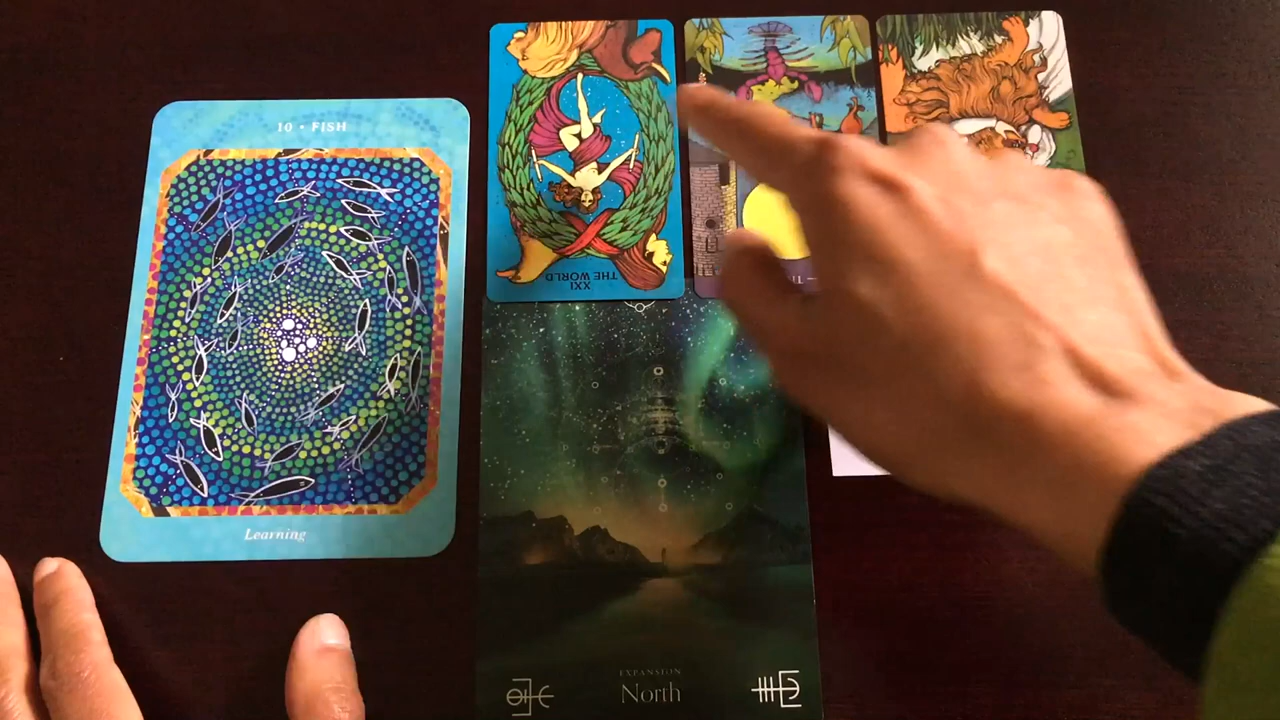 10 • FISH
Learning
XXI
THE WORLD
EXPANSION
North